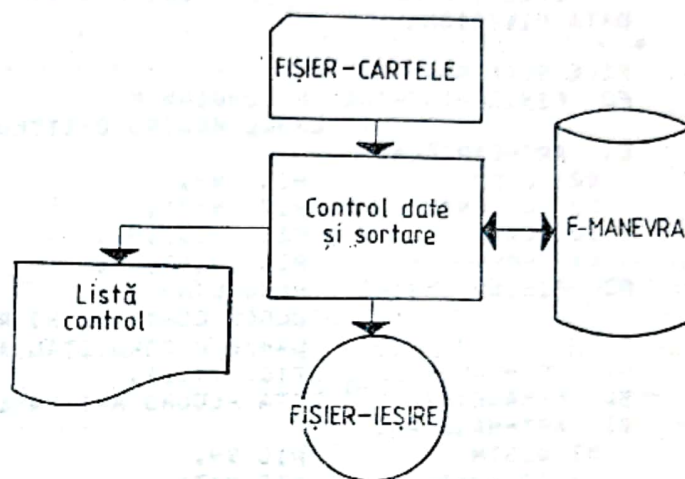 FIȘIER-CARTELE
Control date
și sortare
F-MANEVRA
Listă
control
FIȘIER-IEȘIRE